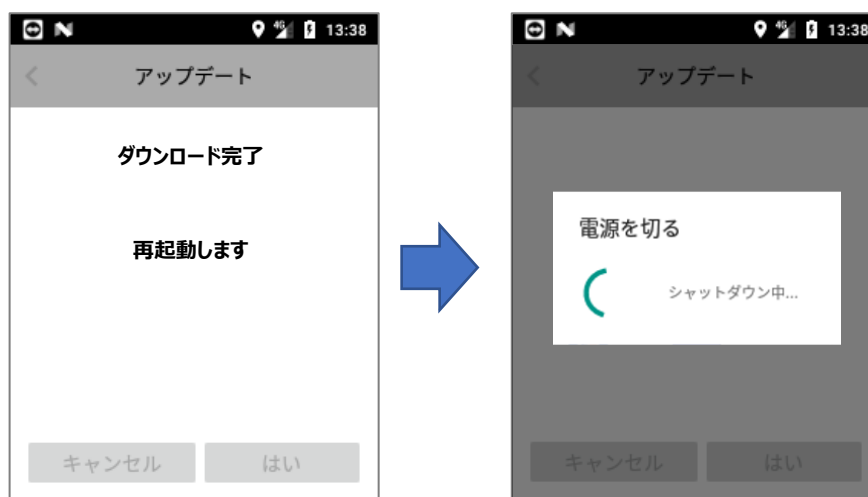 4G 13:38
アップデート
ダウンロード完了
再起動します
キャンセル はい
4G 13:38
アップデート
電源を切る
シャットダウン中...
キャンセル はい